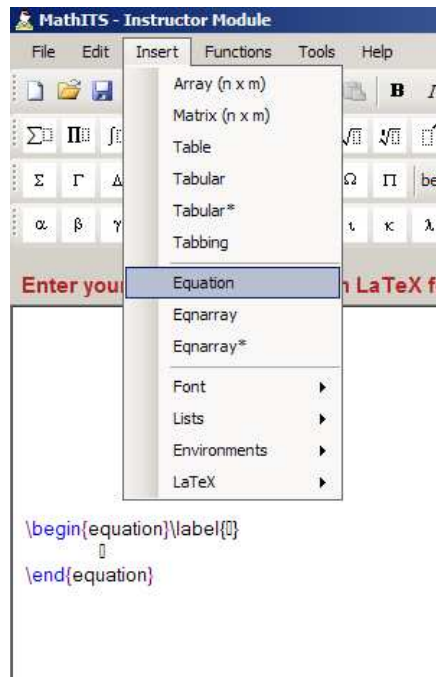 MathITS - Instructor Module
File Edit Insert Functions Tools Help
Array (n x m)
Matrix (n x m)
Table
Tabular
Tabular*
Tabbing
Equation
Eqnarray
Eqnarray*
Font
Lists
Environments
LaTeX
B I
Σ Π ∫ √ ∜
Σ Γ Δ Ω Π be
α β γ ι κ λ
Enter your n LaTeX f
\begin{equation}\label{▯}
▯
\end{equation}